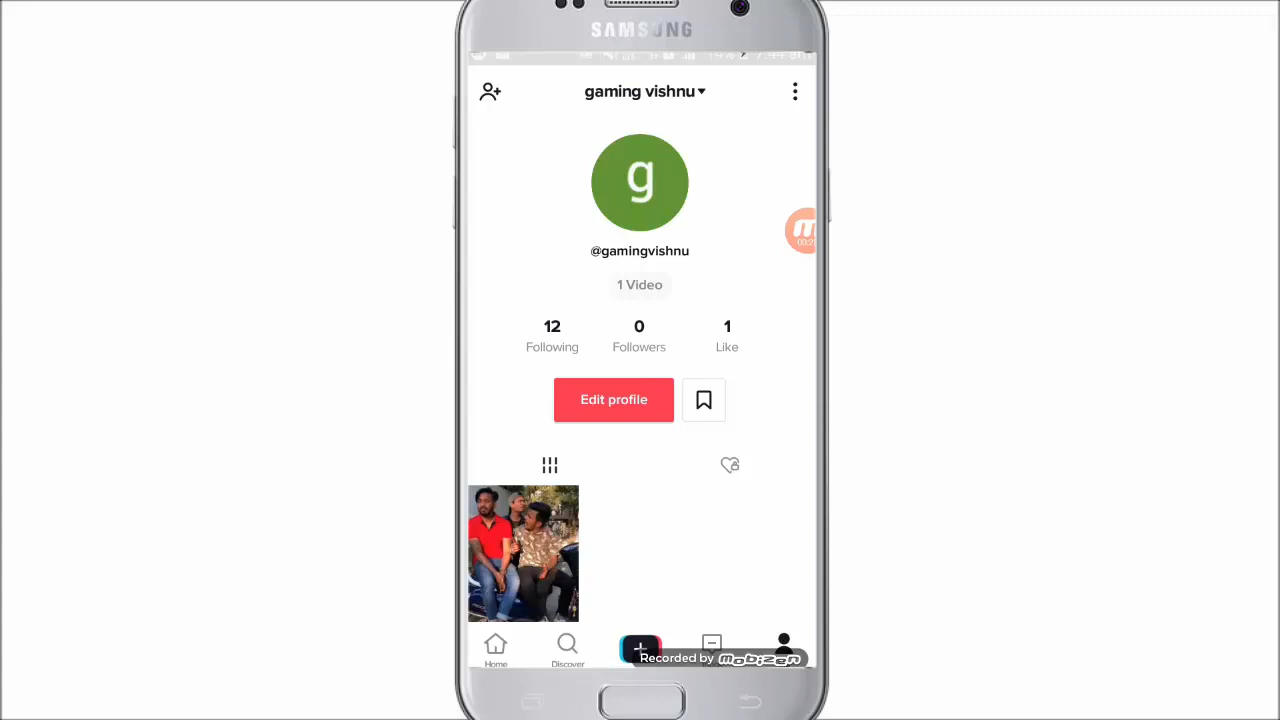 SAMSUNG
gaming vishnu
g
@gamingvishnu
1 Video
12 0 1
Following Followers Like
Edit profile
Home Discover
Recorded by mobizen